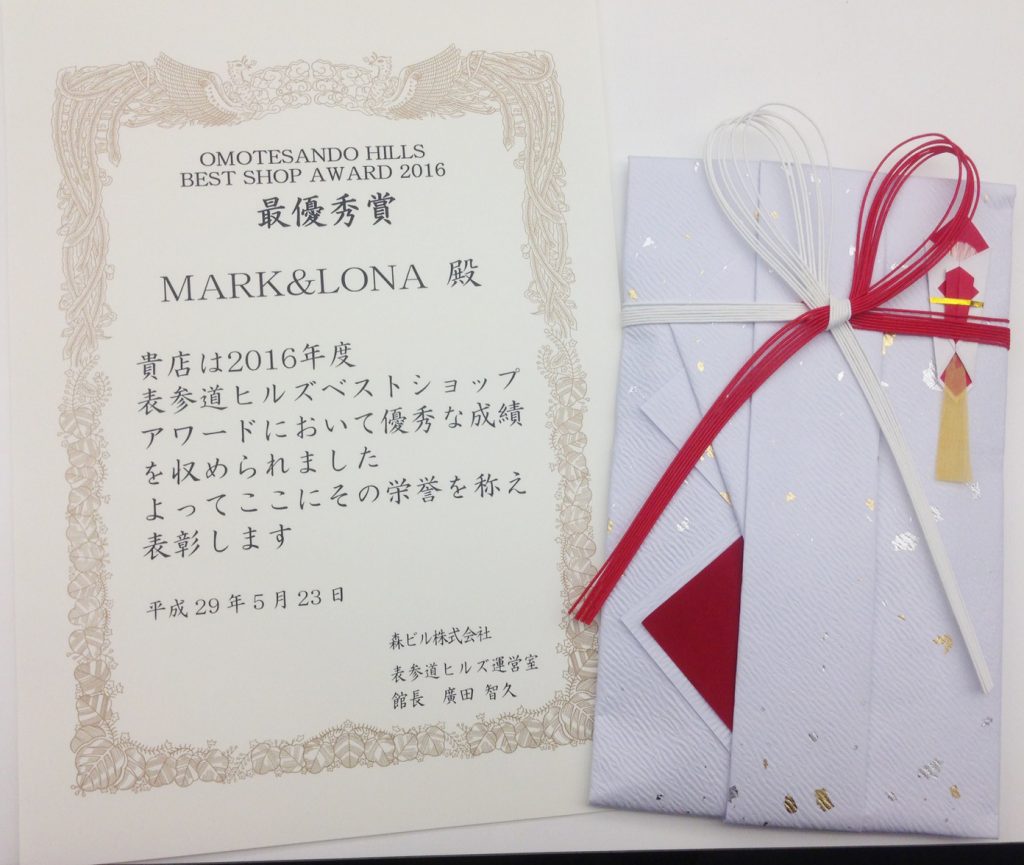 OMOTESANDO HILLS
BEST SHOP AWARD 2016
最優秀賞
MARK&LONA 殿
貴店は2016年度
表参道ヒルズベストショップ
アワードにおいて優秀な成績
を収められました
よってここにその栄誉を称え
表彰します
平成29年5月23日
森ビル株式会社
表参道ヒルズ運営室
館長 廣田 智久